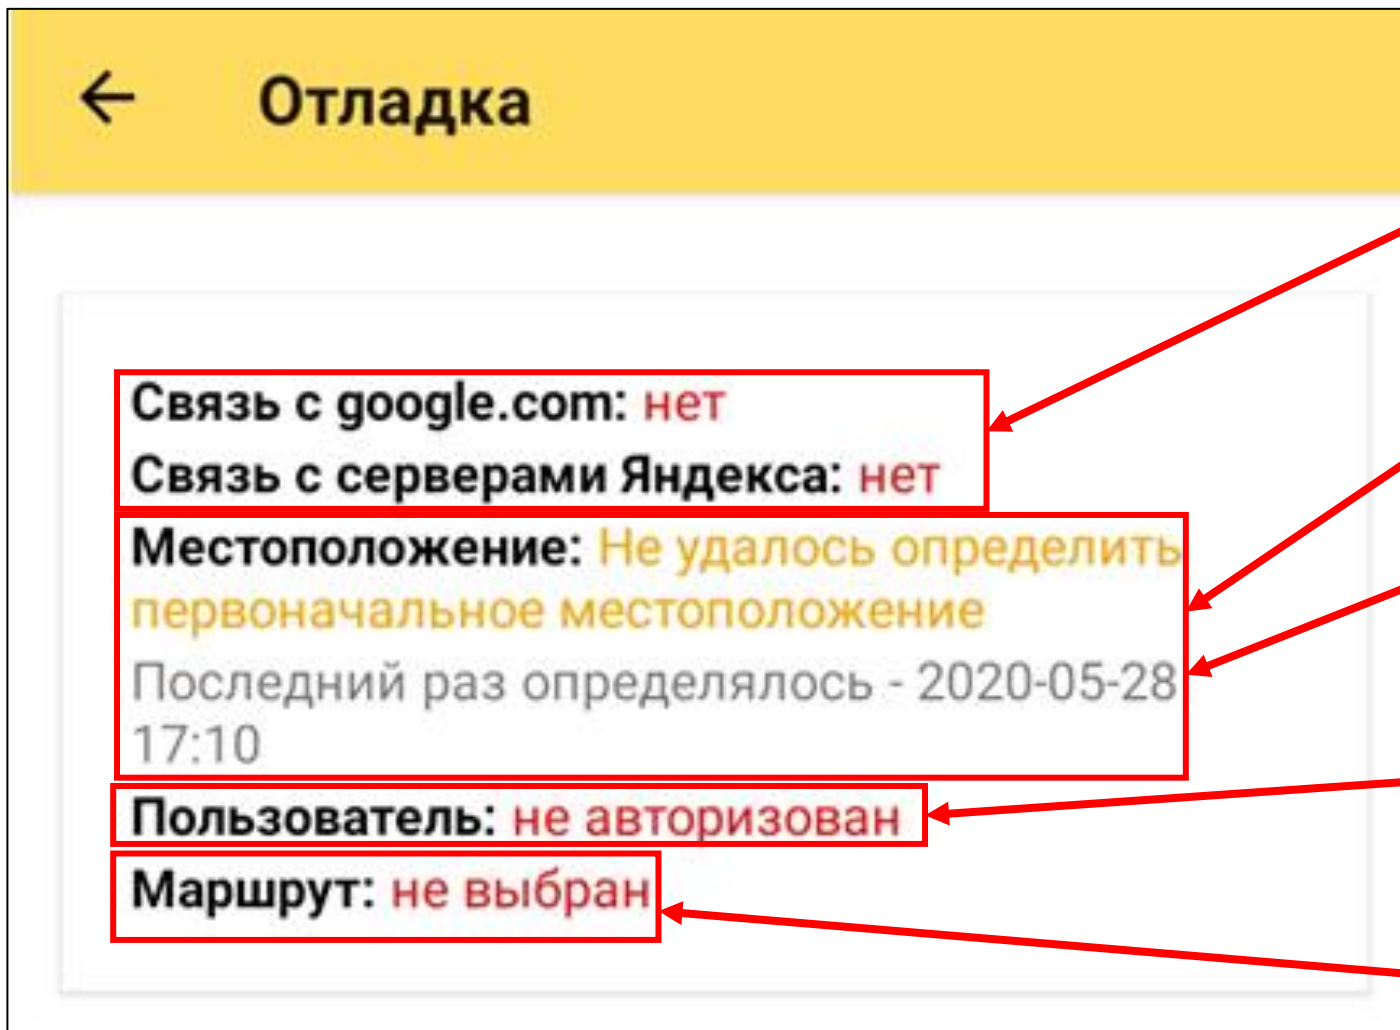 Отладка
Связь с google.com: нет
Связь с серверами Яндекса: нет
Местоположение: Не удалось определить
первоначальное местоположение
Последний раз определялось - 2020-05-28
17:10
Пользователь: не авторизован
Маршрут: не выбран